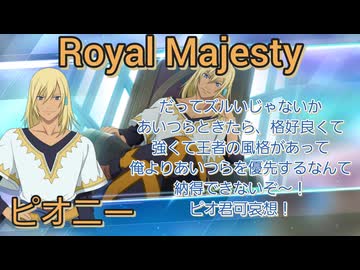 Royal Majesty
だってズルいじゃないか
あいつらときたら、格好良くて
強くて王者の風格があって
俺よりあいつらを優先するなんて
納得できないぞ~!
ピオ君可哀想!
ピオニー